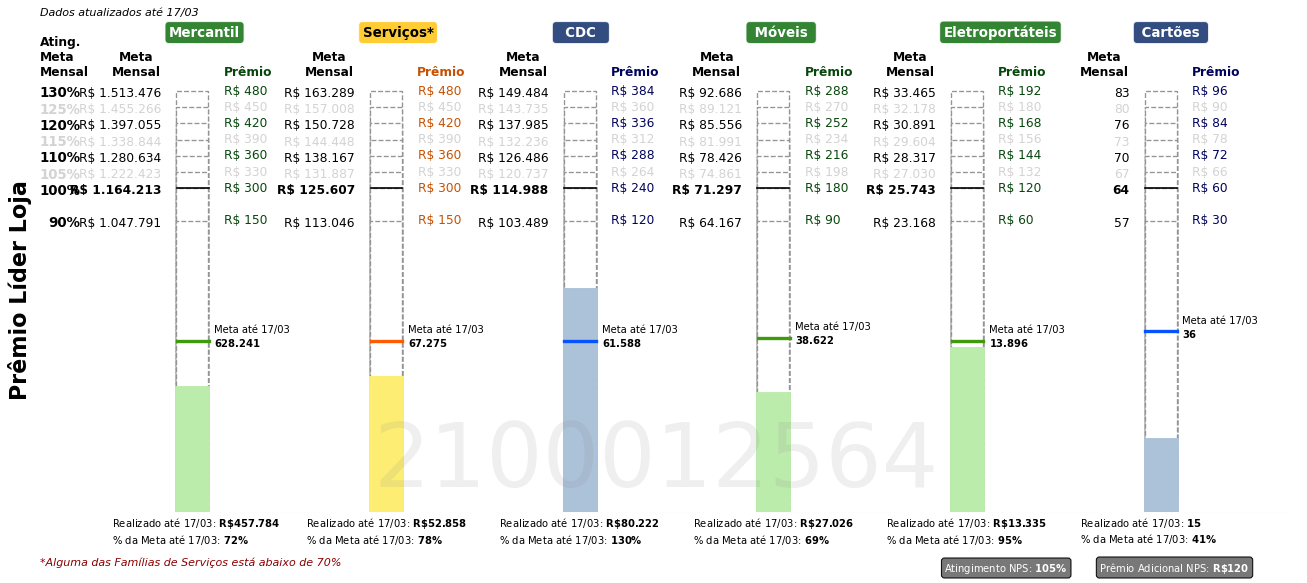 Dados atualizados até 17/03
Mercantil Serviços* CDC Móveis Eletroportáteis Cartões
Ating. Meta Mensal
Meta Mensal Prêmio Meta Mensal Prêmio Meta Mensal Prêmio Meta Mensal Prêmio Meta Mensal Prêmio Meta Mensal Prêmio
130% R$ 1.513.476 R$ 480 R$ 163.289 R$ 480 R$ 149.484 R$ 384 R$ 92.686 R$ 288 R$ 33.465 R$ 192 83 R$ 96
125% R$ 1.455.266 R$ 450 R$ 157.008 R$ 450 R$ 143.735 R$ 360 R$ 89.121 R$ 270 R$ 32.178 R$ 180 80 R$ 90
120% R$ 1.397.055 R$ 420 R$ 150.728 R$ 420 R$ 137.985 R$ 336 R$ 85.556 R$ 252 R$ 30.891 R$ 168 76 R$ 84
115% R$ 1.338.844 R$ 390 R$ 144.448 R$ 390 R$ 132.236 R$ 312 R$ 81.991 R$ 234 R$ 29.604 R$ 156 73 R$ 78
110% R$ 1.280.634 R$ 360 R$ 138.167 R$ 360 R$ 126.486 R$ 288 R$ 78.426 R$ 216 R$ 28.317 R$ 144 70 R$ 72
105% R$ 1.222.423 R$ 330 R$ 131.887 R$ 330 R$ 120.737 R$ 264 R$ 74.861 R$ 198 R$ 27.030 R$ 132 67 R$ 66
100% R$ 1.164.213 R$ 300 R$ 125.607 R$ 300 R$ 114.988 R$ 240 R$ 71.297 R$ 180 R$ 25.743 R$ 120 64 R$ 60
90% R$ 1.047.791 R$ 150 R$ 113.046 R$ 150 R$ 103.489 R$ 120 R$ 64.167 R$ 90 R$ 23.168 R$ 60 57 R$ 30
Prêmio Líder Loja
Meta até 17/03 Meta até 17/03 Meta até 17/03 Meta até 17/03 Meta até 17/03 Meta até 17/03
628.241 67.275 61.588 38.622 13.896 36
2100012564
Realizado até 17/03: R$457.784 Realizado até 17/03: R$52.858 Realizado até 17/03: R$80.222 Realizado até 17/03: R$27.026 Realizado até 17/03: R$13.335 Realizado até 17/03: 15
% da Meta até 17/03: 72% % da Meta até 17/03: 78% % da Meta até 17/03: 130% % da Meta até 17/03: 69% % da Meta até 17/03: 95% % da Meta até 17/03: 41%
*Alguma das Famílias de Serviços está abaixo de 70%
Atingimento NPS: 105% Prêmio Adicional NPS: R$120